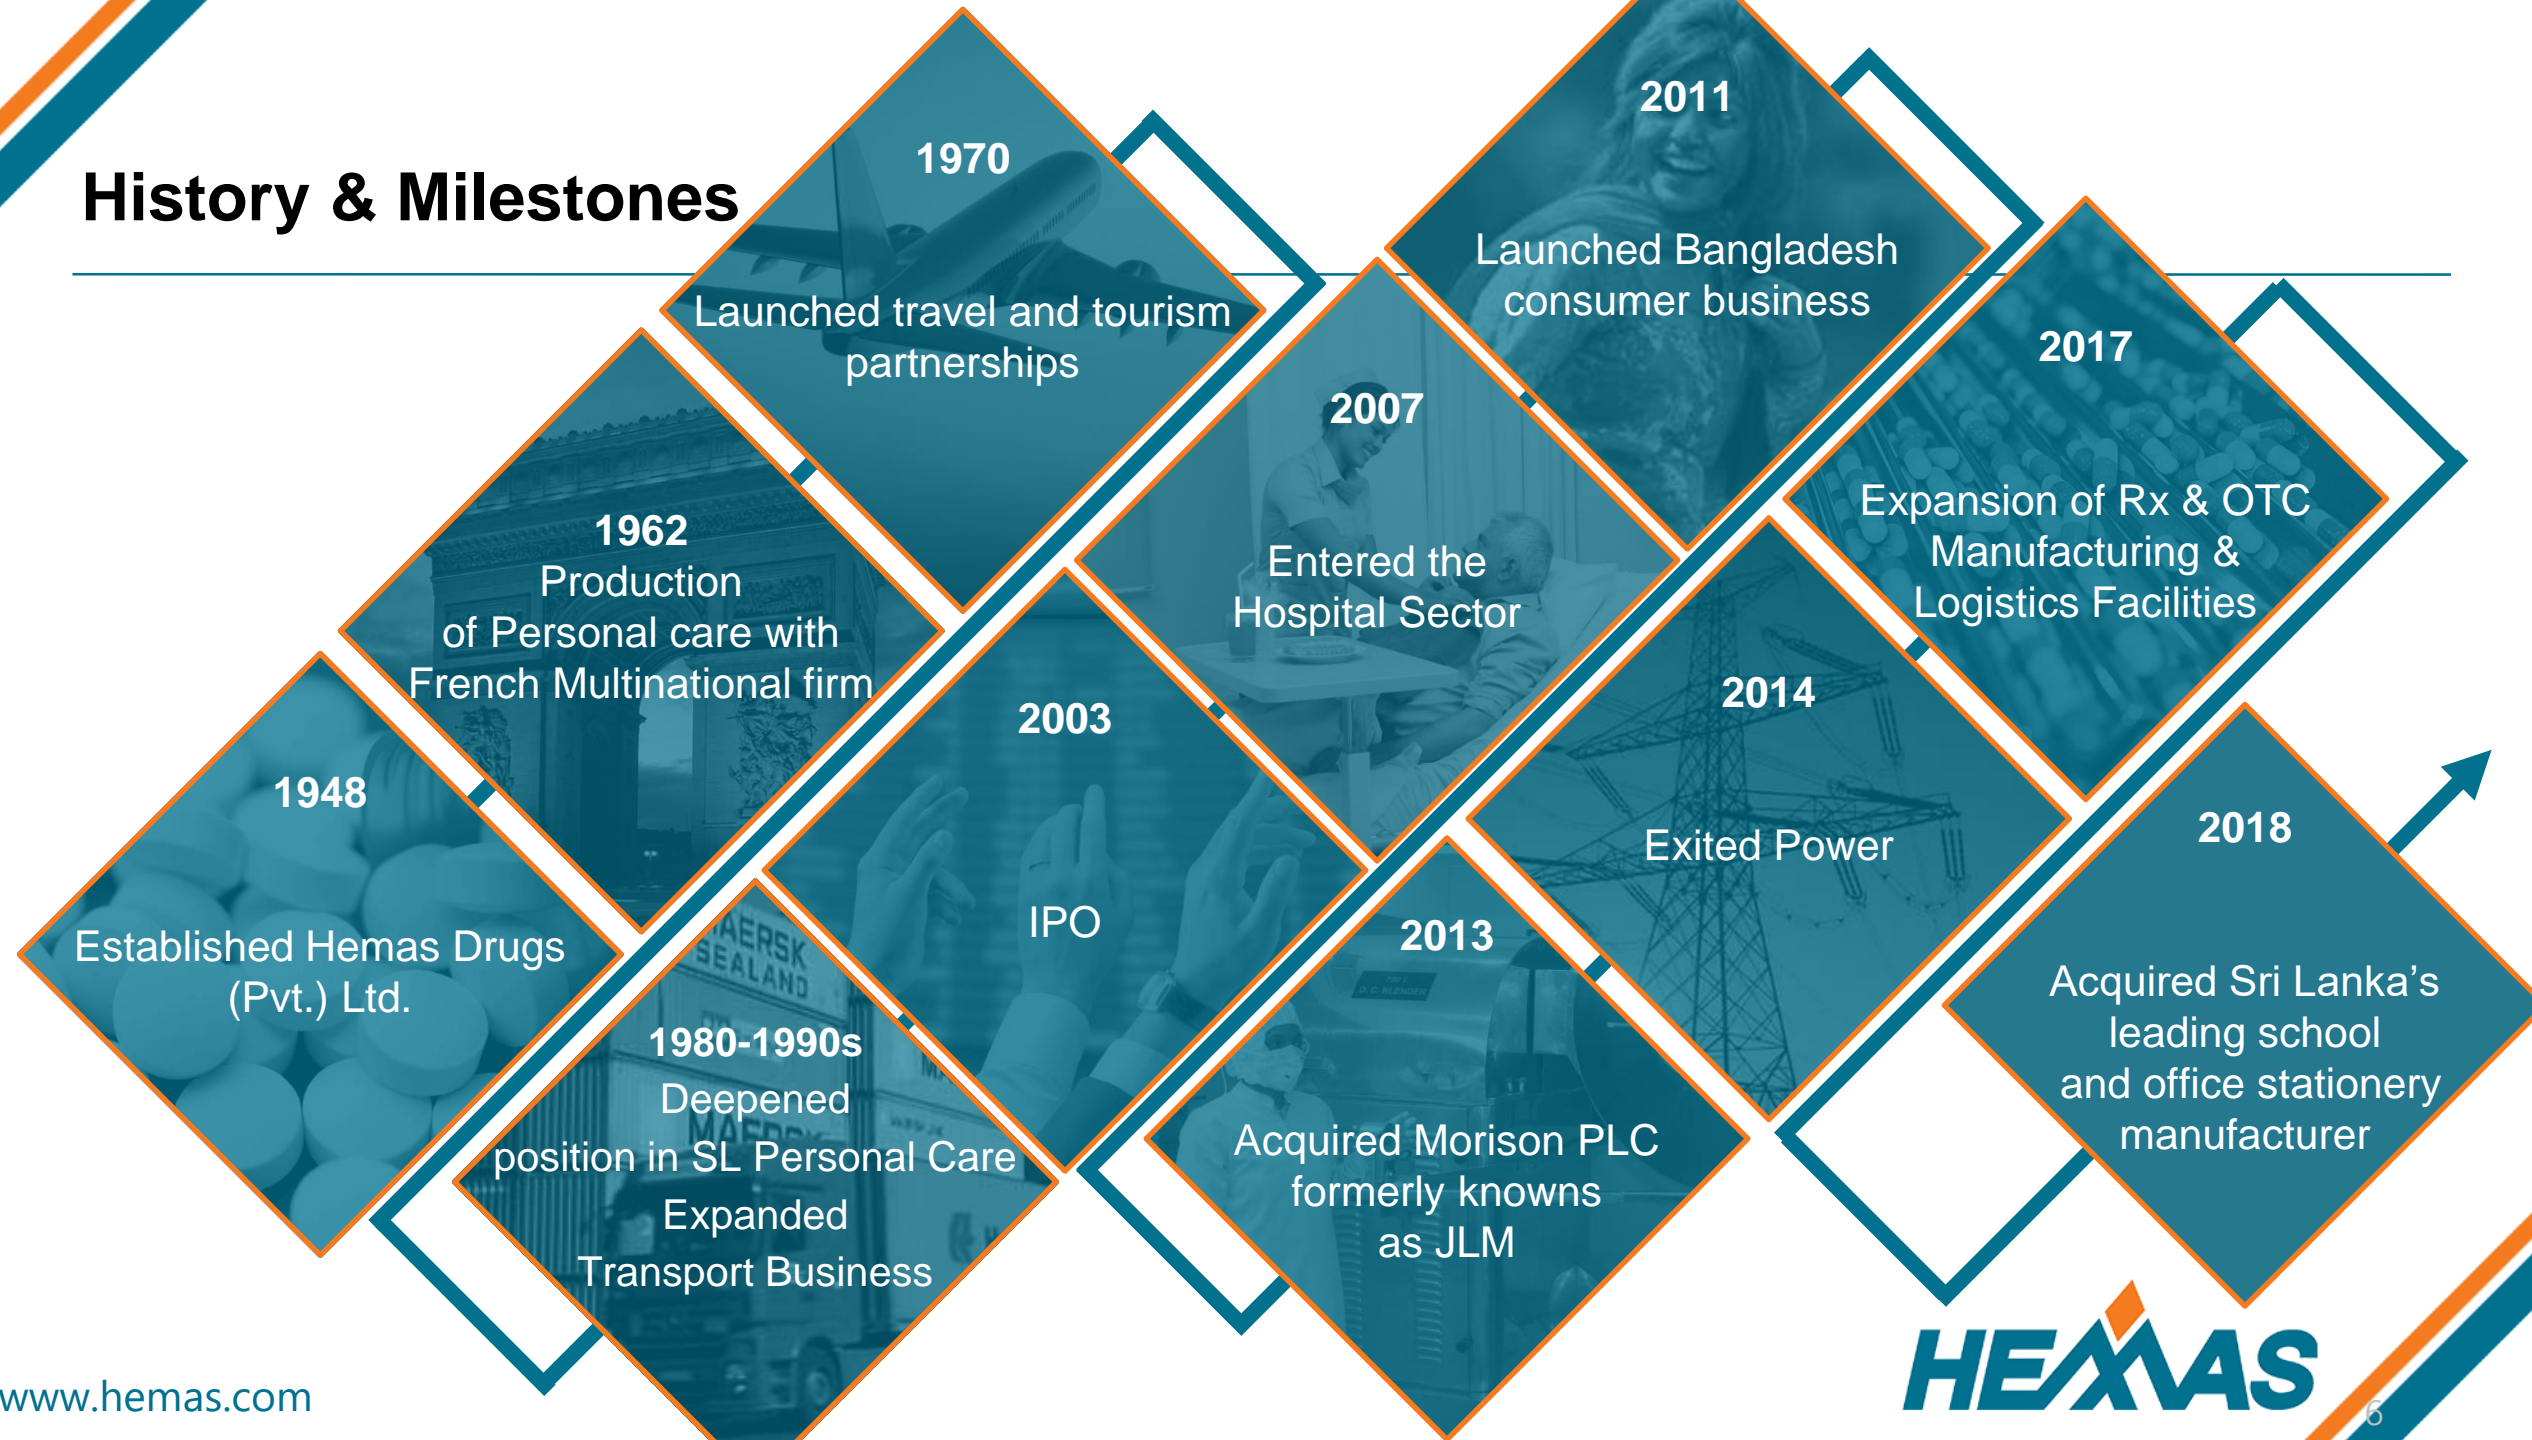 History & Milestones
1948
Established Hemas Drugs
(Pvt.) Ltd.
1962
Production
of Personal care with
French Multinational firm
1970
Launched travel and tourism
partnerships
1980-1990s
Deepened
position in SL Personal Care
Expanded
Transport Business
MAERSK
SEALAND
MAERSK
2003
IPO
2007
Entered the
Hospital Sector
2011
Launched Bangladesh
consumer business
2013
D. C. BLENDER
Acquired Morison PLC
formerly knowns
as JLM
2014
Exited Power
2017
Expansion of Rx & OTC
Manufacturing &
Logistics Facilities
2018
Acquired Sri Lanka’s
leading school
and office stationery
manufacturer
www.hemas.com
HEMAS
6